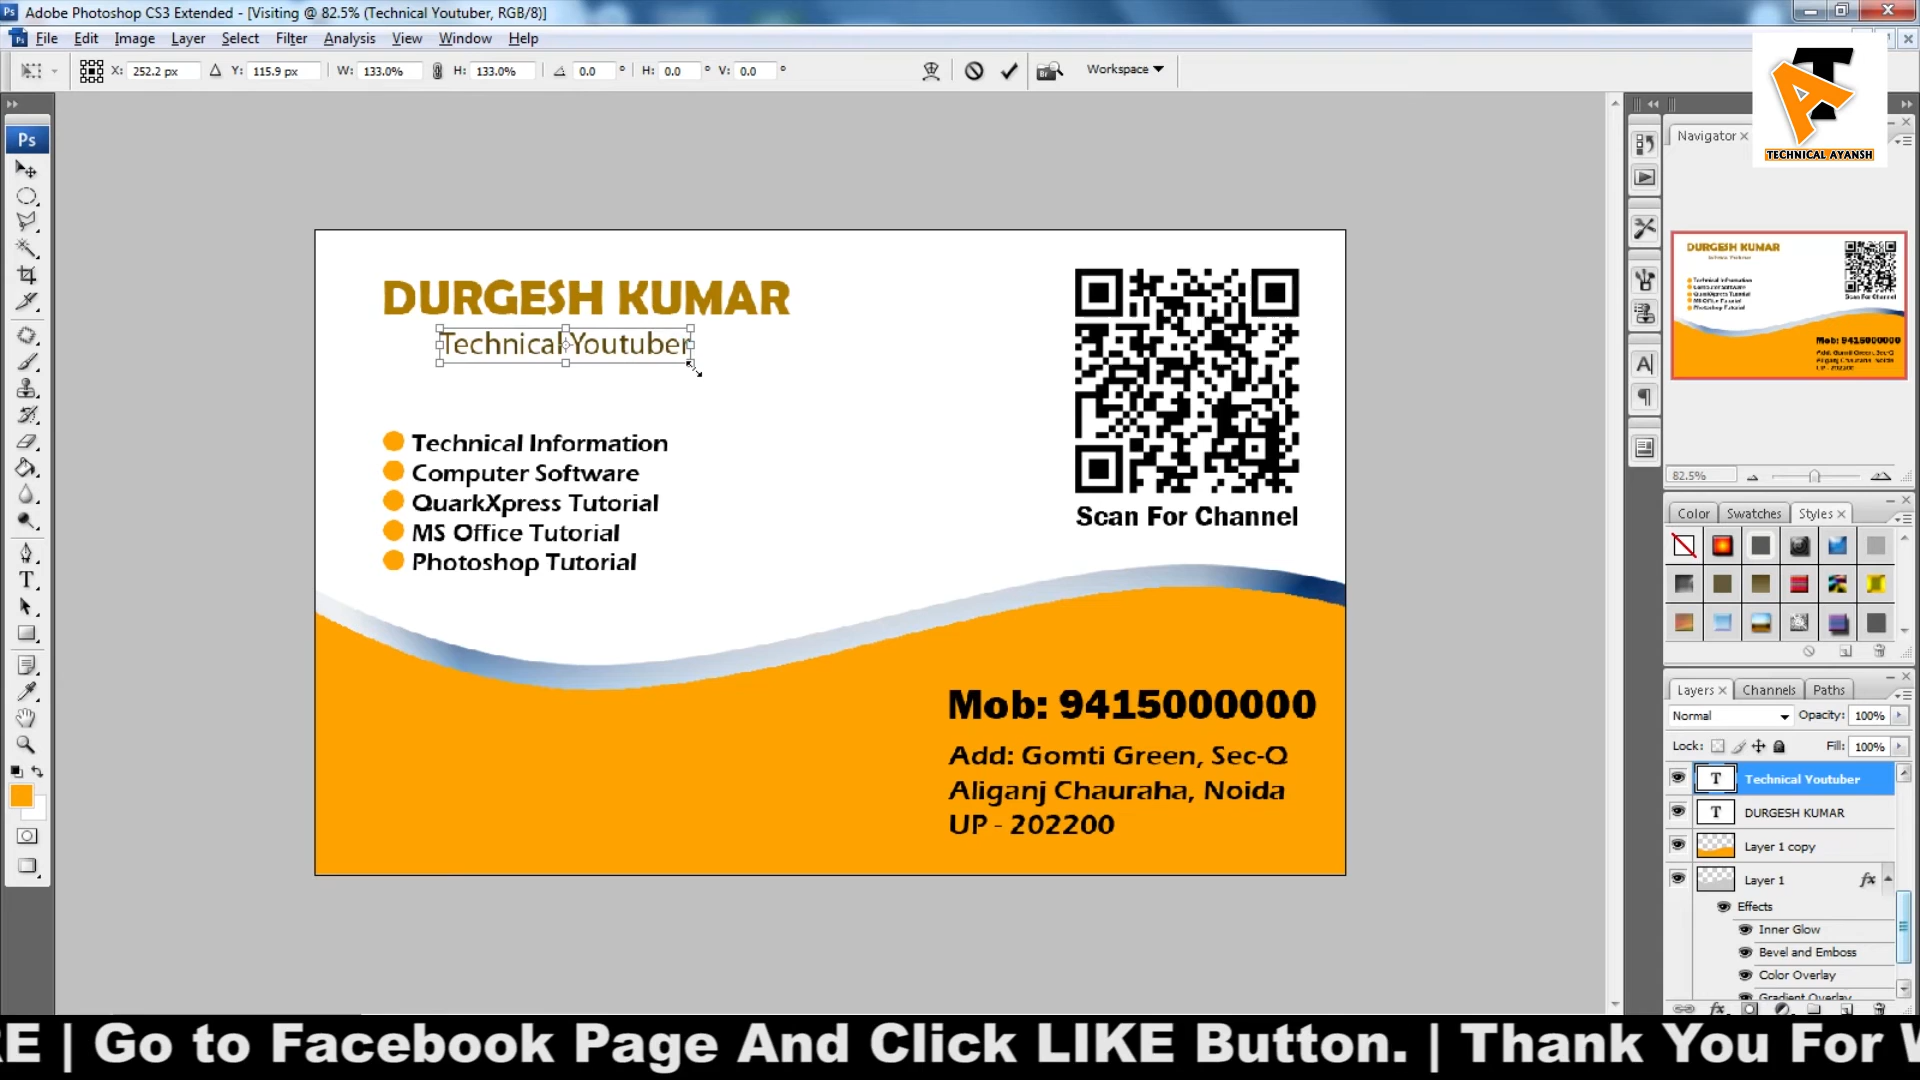 Adobe Photoshop CS3 Extended - [Visiting @ 82.5% (Technical Youtuber, RGB/8)]
File Edit Image Layer Select Filter Analysis View Window Help
X: 252.2 px Y: 115.9 px W: 133.0% H: 133.0% 0.0 ° H: 0.0 ° V: 0.0 ° Workspace
TECHNICAL AYANSH
Navigator
82.5%
DURGESH KUMAR
Technical Youtuber
Technical Information
Computer Software
QuarkXpress Tutorial
MS Office Tutorial
Photoshop Tutorial
Scan For Channel
Mob: 9415000000
Add: Gomti Green, Sec-Q
Aliganj Chauraha, Noida
UP - 202200
Color Swatches Styles
Layers Channels Paths
Normal Opacity: 100%
Lock: Fill: 100%
Technical Youtuber
DURGESH KUMAR
Layer 1 copy
Layer 1 fx
Effects
Inner Glow
Bevel and Emboss
Color Overlay
Gradient Overlay
RE | Go to Facebook Page And Click LIKE Button. | Thank You For W